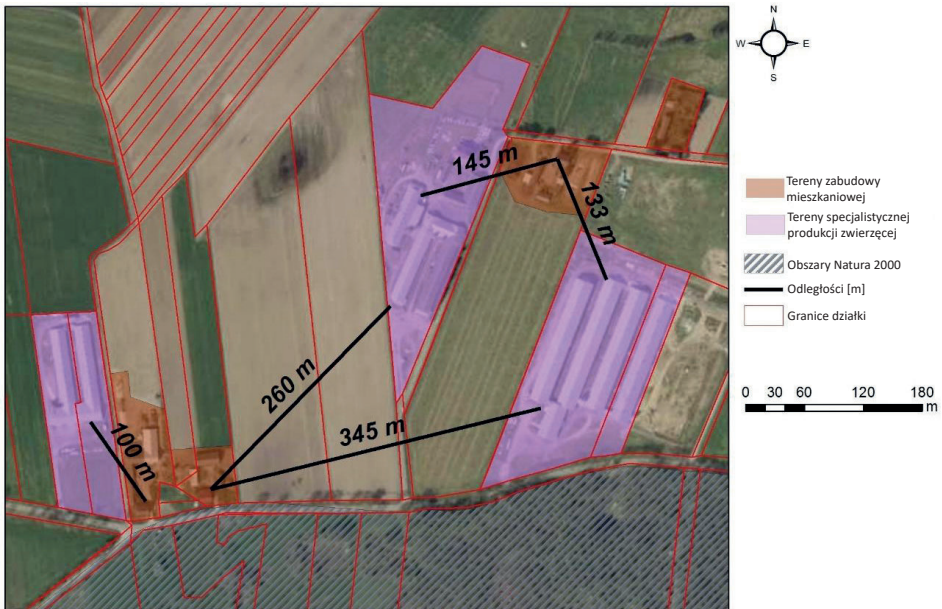 N
W E
S
145 m
133 m
260 m
345 m
100 m
Tereny zabudowy
mieszkaniowej
Tereny specjalistycznej
produkcji zwierzęcej
Obszary Natura 2000
Odległości [m]
Granice działki
0 30 60 120 180
m